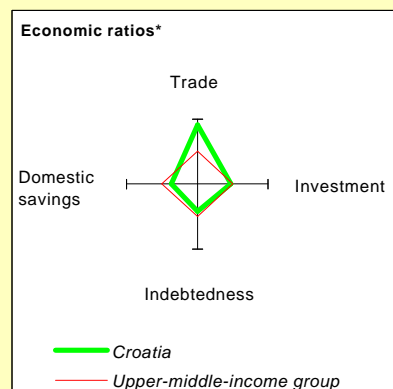 Economic ratios*
Trade
Domestic
savings
Investment
Indebtedness
Croatia
Upper-middle-income group